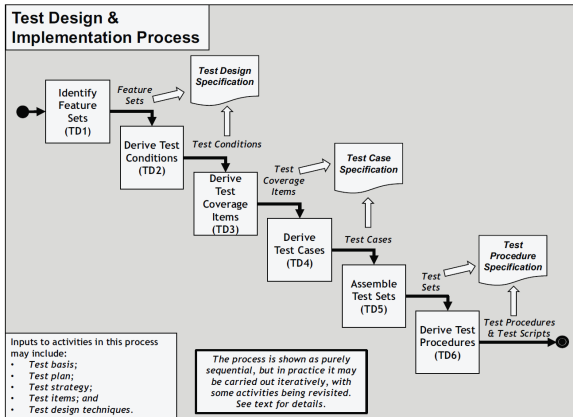 Test Design &
Implementation Process
Identify
Feature
Sets
(TD1)
Feature
Sets
Test Design
Specification
Derive Test
Conditions
(TD2)
Test Conditions
Derive
Test
Coverage
Items
(TD3)
Test
Coverage
Items
Test Case
Specification
Derive
Test Cases
(TD4)
Test Cases
Assemble
Test Sets
(TD5)
Test
Sets
Test
Procedure
Specification
Derive Test
Procedures
(TD6)
Test Procedures
& Test Scripts
Inputs to activities in this process
may include:
• Test basis;
• Test plan;
• Test strategy;
• Test items; and
• Test design techniques.
The process is shown as purely
sequential, but in practice it may
be carried out iteratively, with
some activities being revisited.
See text for details.